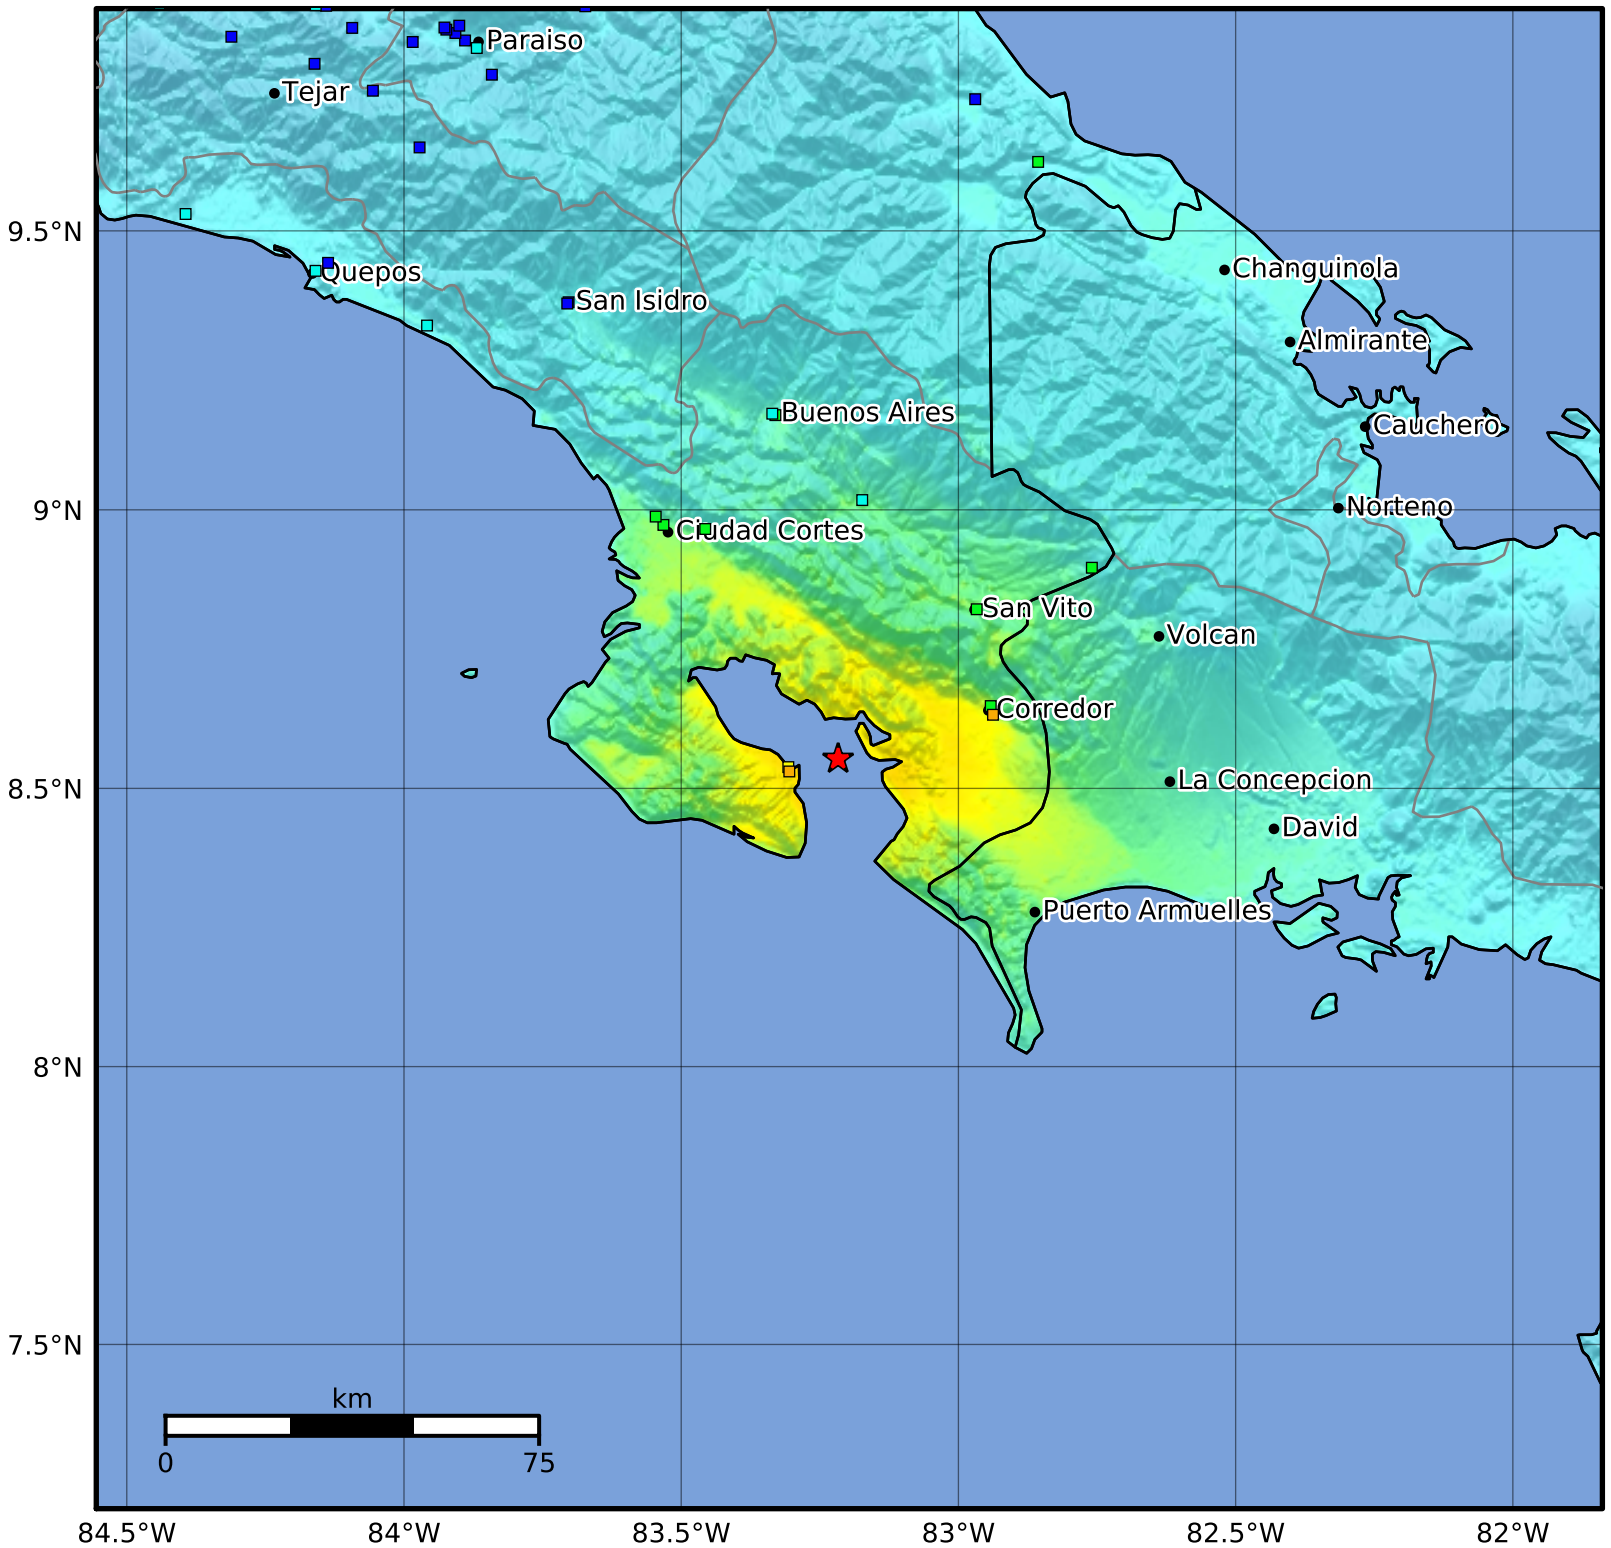 Paraiso
Tejar
9.5°N
Changuinola
Quepos
San Isidro
Almirante
Buenos Aires
Cauchero
9°N
Norteno
Ciudad Cortes
San Vito
Volcan
Corredor
8.5°N
La Concepcion
David
Puerto Armuelles
8°N
7.5°N
km
0 75
84.5°W 84°W 83.5°W 83°W 82.5°W 82°W